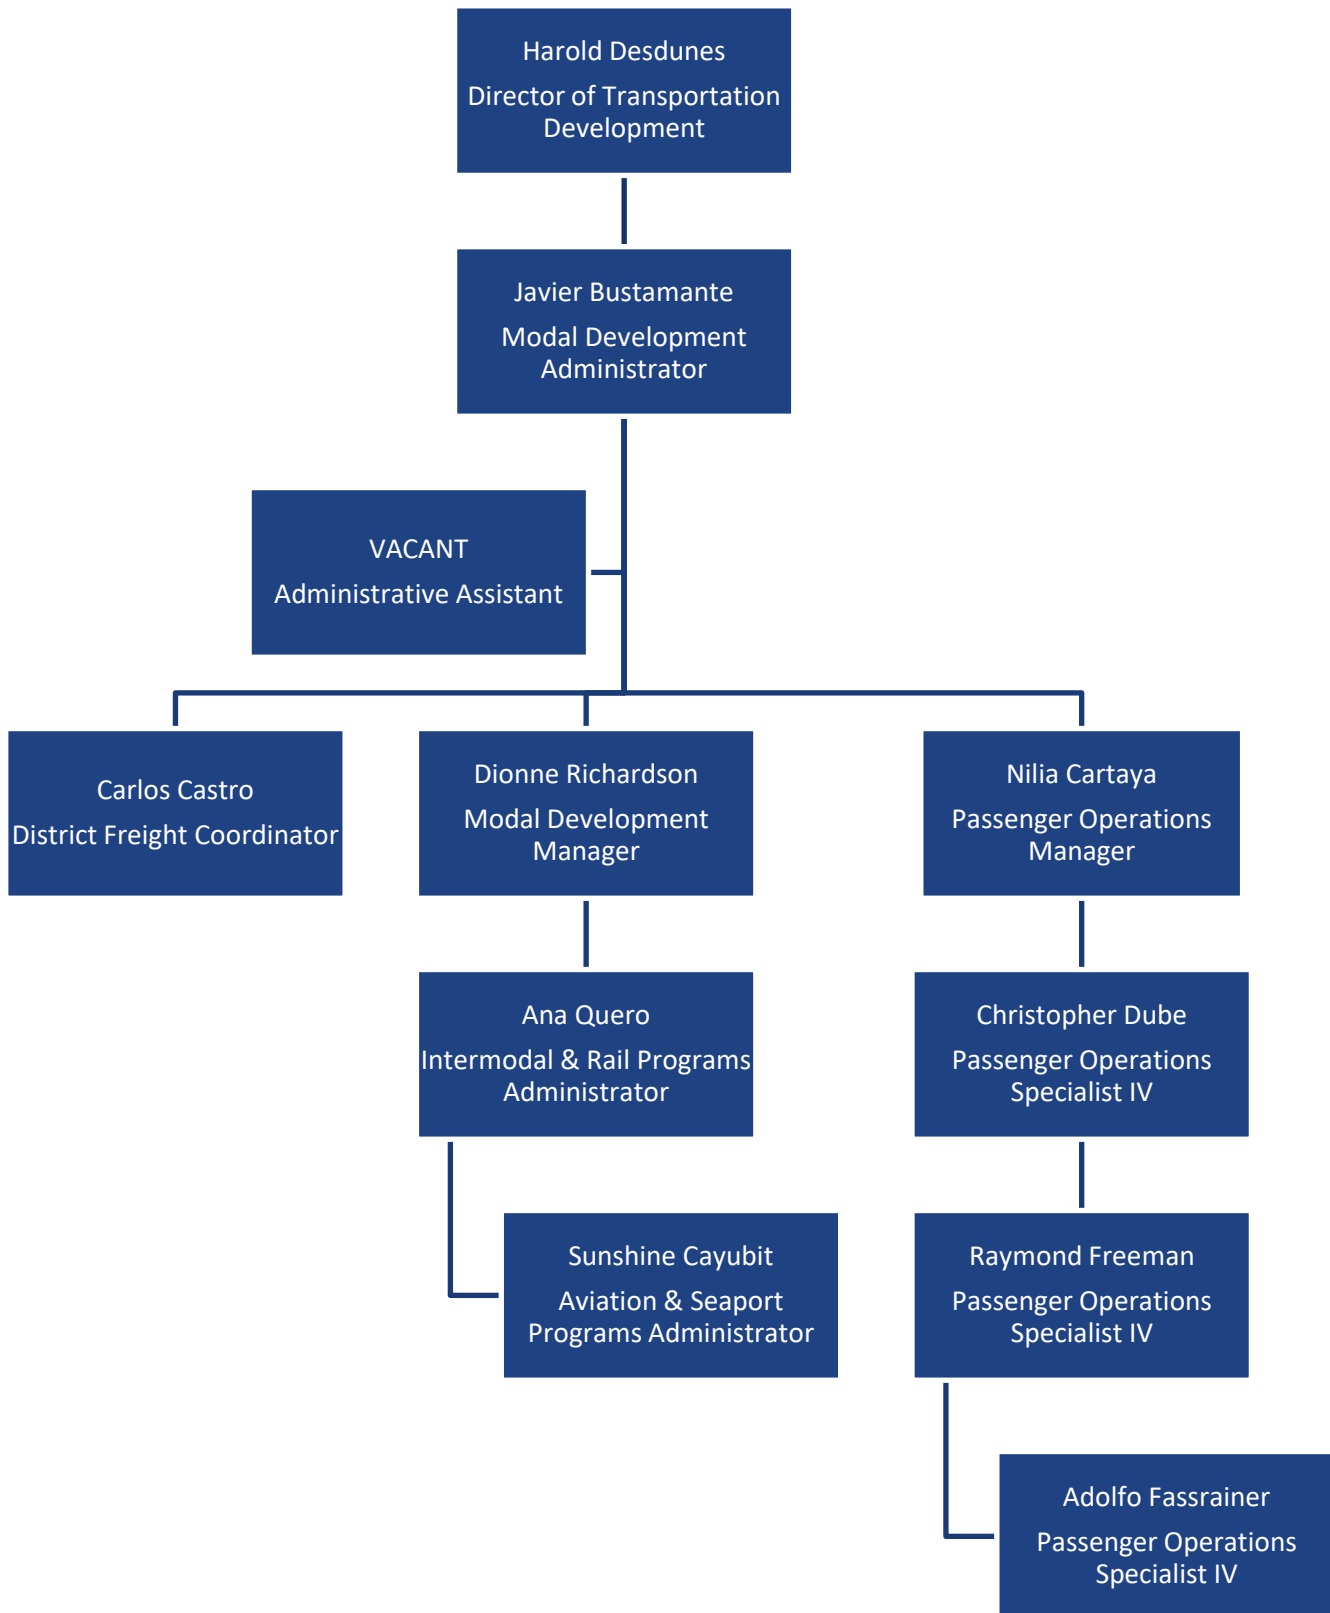 Harold Desdunes
Director of Transportation
Development
Javier Bustamante
Modal Development
Administrator
VACANT
Administrative Assistant
Carlos Castro
District Freight Coordinator
Dionne Richardson
Modal Development
Manager
Nilia Cartaya
Passenger Operations
Manager
Ana Quero
Intermodal & Rail Programs
Administrator
Christopher Dube
Passenger Operations
Specialist IV
Sunshine Cayubit
Aviation & Seaport
Programs Administrator
Raymond Freeman
Passenger Operations
Specialist IV
Adolfo Fassrainer
Passenger Operations
Specialist IV